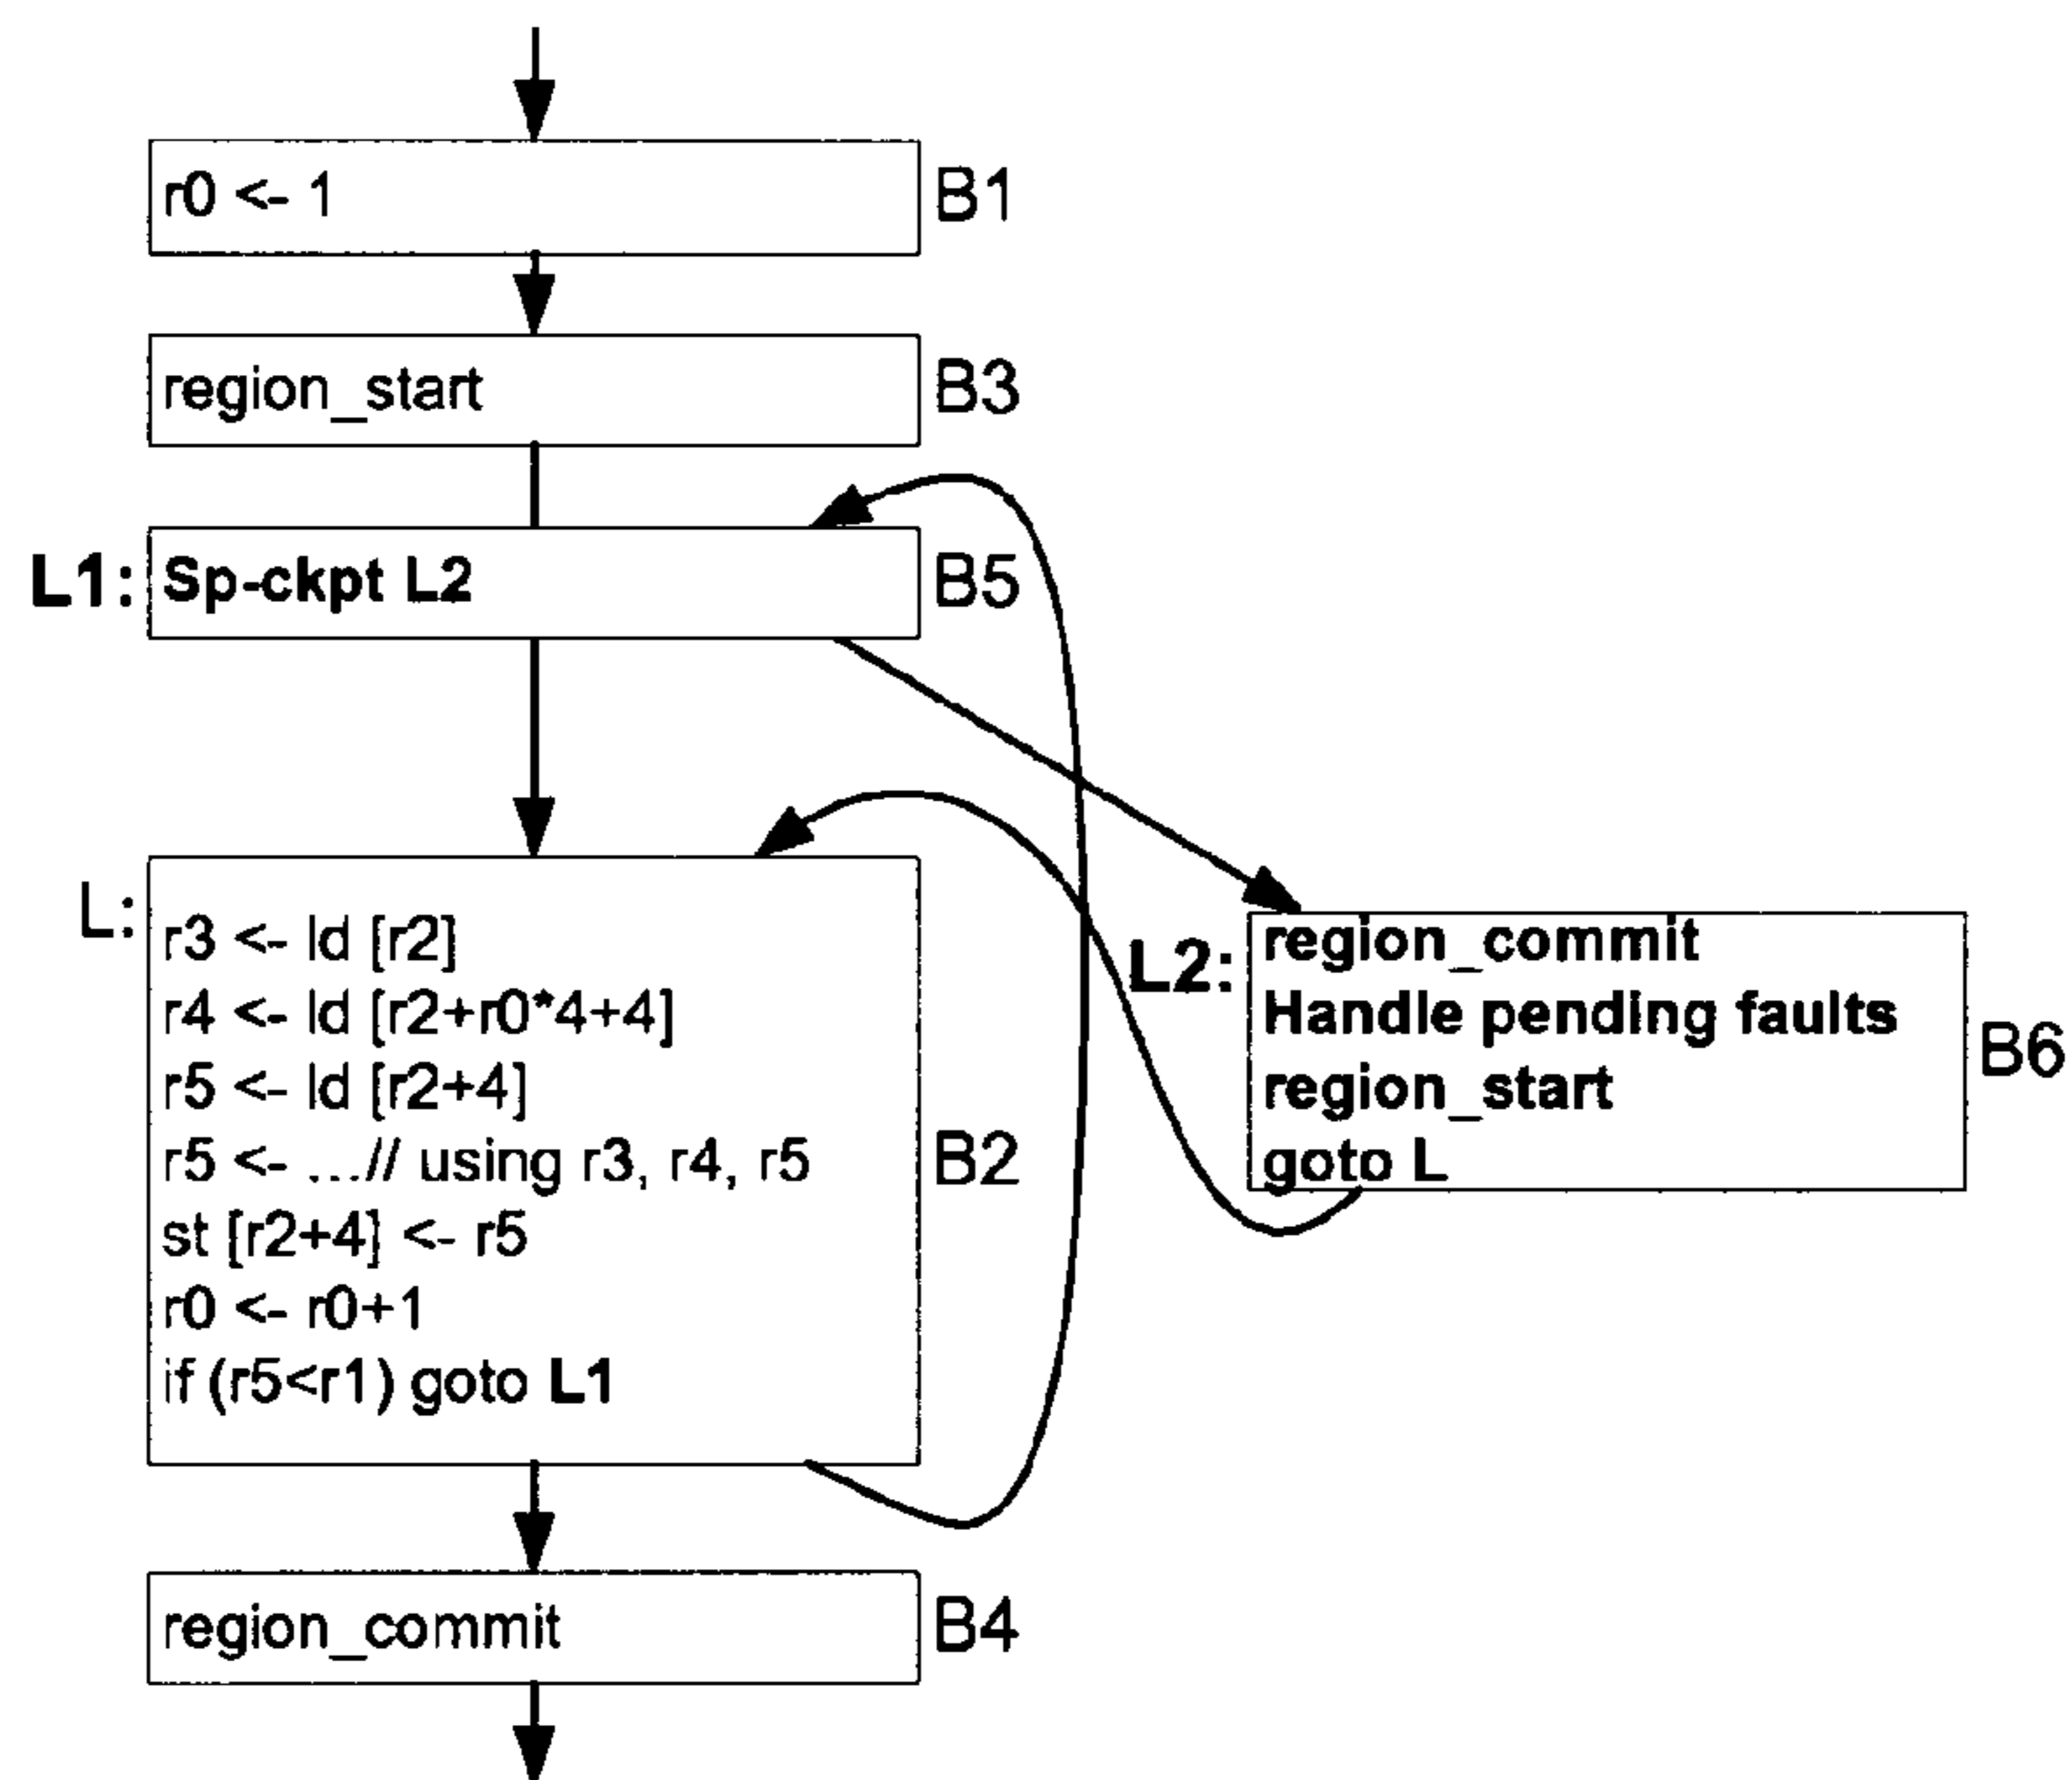 r0 <- 1 B1
region_start B3
L1: Sp-ckpt L2 B5
L:
r3 <- ld [r2]
r4 <- ld [r2+r0*4+4]
r5 <- ld [r2+4]
r5 <- ...// using r3, r4, r5
st [r2+4] <- r5
r0 <- r0+1
if (r5<r1) goto L1
B2
L2:
region_commit
Handle pending faults
region_start
goto L
B6
region_commit B4